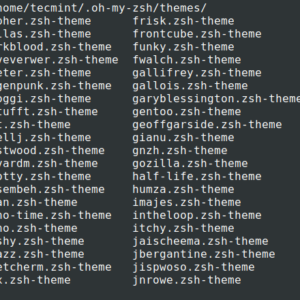 home/tecmint/.oh-my-zsh/themes/
pher.zsh-theme frisk.zsh-theme
llas.zsh-theme frontcube.zsh-theme
rkblood.zsh-theme funky.zsh-theme
veverwer.zsh-theme fwalch.zsh-theme
eter.zsh-theme gallifrey.zsh-theme
genpunk.zsh-theme gallois.zsh-theme
oggi.zsh-theme garyblessington.zsh-theme
tufft.zsh-theme gentoo.zsh-theme
t.zsh-theme geoffgarside.zsh-theme
ellj.zsh-theme gianu.zsh-theme
stwood.zsh-theme gnzh.zsh-theme
vardm.zsh-theme gozilla.zsh-theme
otty.zsh-theme half-life.zsh-theme
sembeh.zsh-theme humza.zsh-theme
an.zsh-theme imajes.zsh-theme
no-time.zsh-theme intheloop.zsh-theme
no.zsh-theme itchy.zsh-theme
shy.zsh-theme jaischeema.zsh-theme
azz.zsh-theme jbergantine.zsh-theme
etcherm.zsh-theme jispwoso.zsh-theme
x.zsh-theme jnrowe.zsh-theme